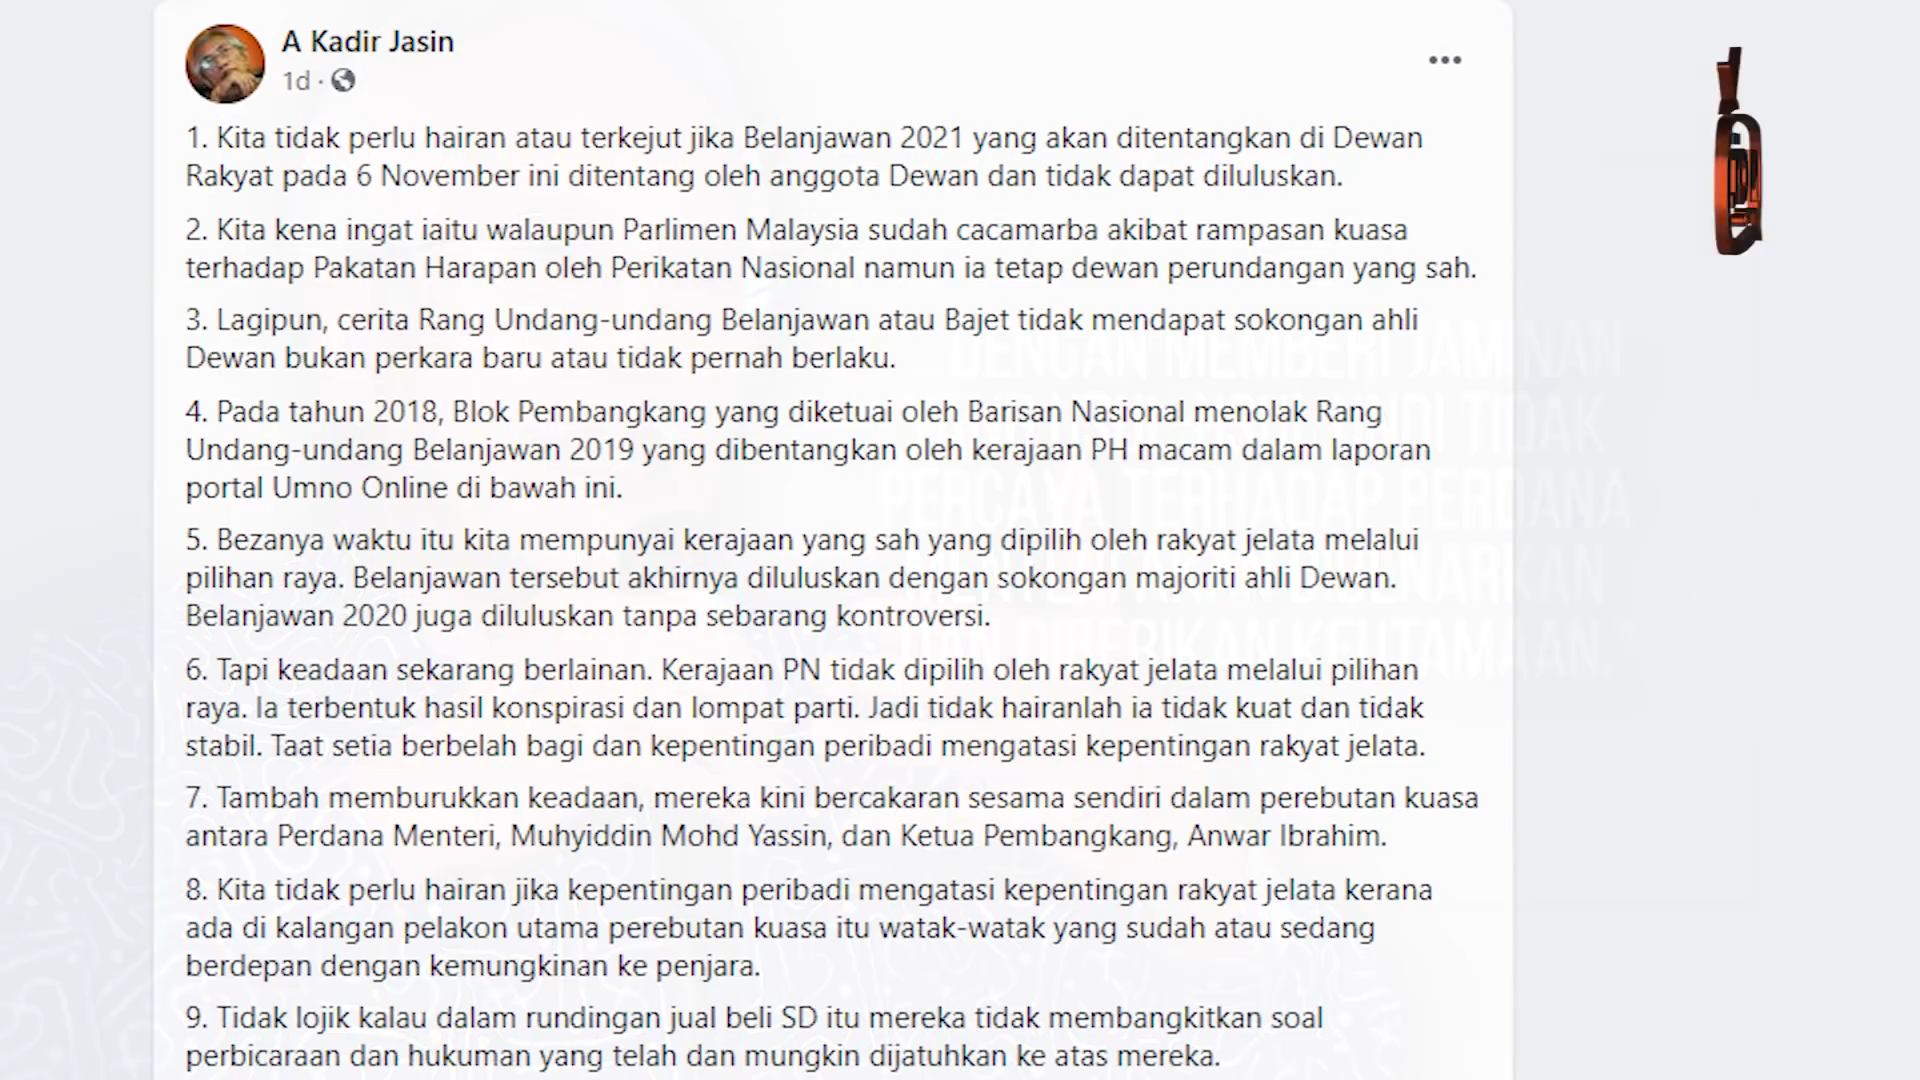 A Kadir Jasin
1d ·
1. Kita tidak perlu hairan atau terkejut jika Belanjawan 2021 yang akan ditentangkan di Dewan
Rakyat pada 6 November ini ditentang oleh anggota Dewan dan tidak dapat diluluskan.
2. Kita kena ingat iaitu walaupun Parlimen Malaysia sudah cacamarba akibat rampasan kuasa
terhadap Pakatan Harapan oleh Perikatan Nasional namun ia tetap dewan perundangan yang sah.
3. Lagipun, cerita Rang Undang-undang Belanjawan atau Bajet tidak mendapat sokongan ahli
Dewan bukan perkara baru atau tidak pernah berlaku.
4. Pada tahun 2018, Blok Pembangkang yang diketuai oleh Barisan Nasional menolak Rang
Undang-undang Belanjawan 2019 yang dibentangkan oleh kerajaan PH macam dalam laporan
portal Umno Online di bawah ini.
5. Bezanya waktu itu kita mempunyai kerajaan yang sah yang dipilih oleh rakyat jelata melalui
pilihan raya. Belanjawan tersebut akhirnya diluluskan dengan sokongan majoriti ahli Dewan.
Belanjawan 2020 juga diluluskan tanpa sebarang kontroversi.
6. Tapi keadaan sekarang berlainan. Kerajaan PN tidak dipilih oleh rakyat jelata melalui pilihan
raya. Ia terbentuk hasil konspirasi dan lompat parti. Jadi tidak hairanlah ia tidak kuat dan tidak
stabil. Taat setia berbelah bagi dan kepentingan peribadi mengatasi kepentingan rakyat jelata.
7. Tambah memburukkan keadaan, mereka kini bercakaran sesama sendiri dalam perebutan kuasa
antara Perdana Menteri, Muhyiddin Mohd Yassin, dan Ketua Pembangkang, Anwar Ibrahim.
8. Kita tidak perlu hairan jika kepentingan peribadi mengatasi kepentingan rakyat jelata kerana
ada di kalangan pelakon utama perebutan kuasa itu watak-watak yang sudah atau sedang
berdepan dengan kemungkinan ke penjara.
9. Tidak lojik kalau dalam rundingan jual beli SD itu mereka tidak membangkitkan soal
perbicaraan dan hukuman yang telah dan mungkin dijatuhkan ke atas mereka.
DENGAN MEMBERI JAMINAN
TIDAK
PERCAYA TERHADAP PERDANA